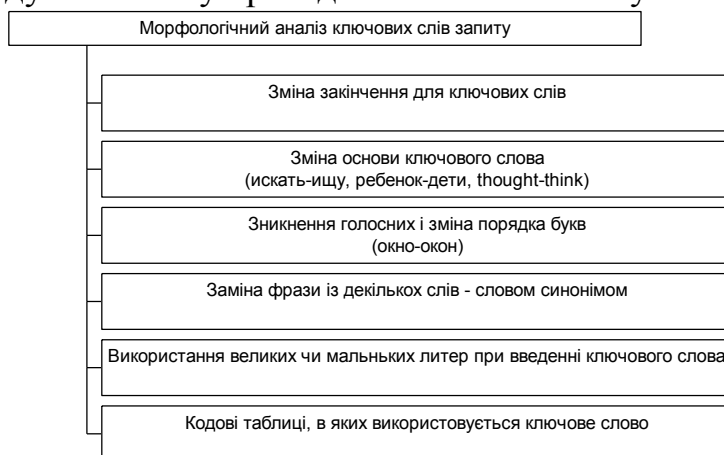 Морфологічний аналіз ключових слів запиту
Зміна закінчення для ключових слів
Зміна основи ключового слова
(искать-ищу, ребенок-дети, thought-think)
Зникнення голосних і зміна порядка букв
(окно-окон)
Заміна фрази із декількох слів - словом синонімом
Використання великих чи мальньких литер при введенні ключового слова
Кодові таблиці, в яких використовується ключове слово